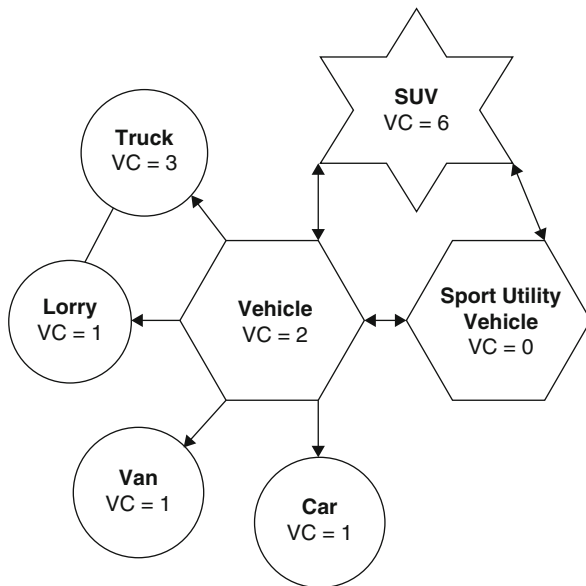 SUV
VC = 6
Truck
VC = 3
Lorry
VC = 1
Vehicle
VC = 2
Sport Utility
Vehicle
VC = 0
Van
VC = 1
Car
VC = 1